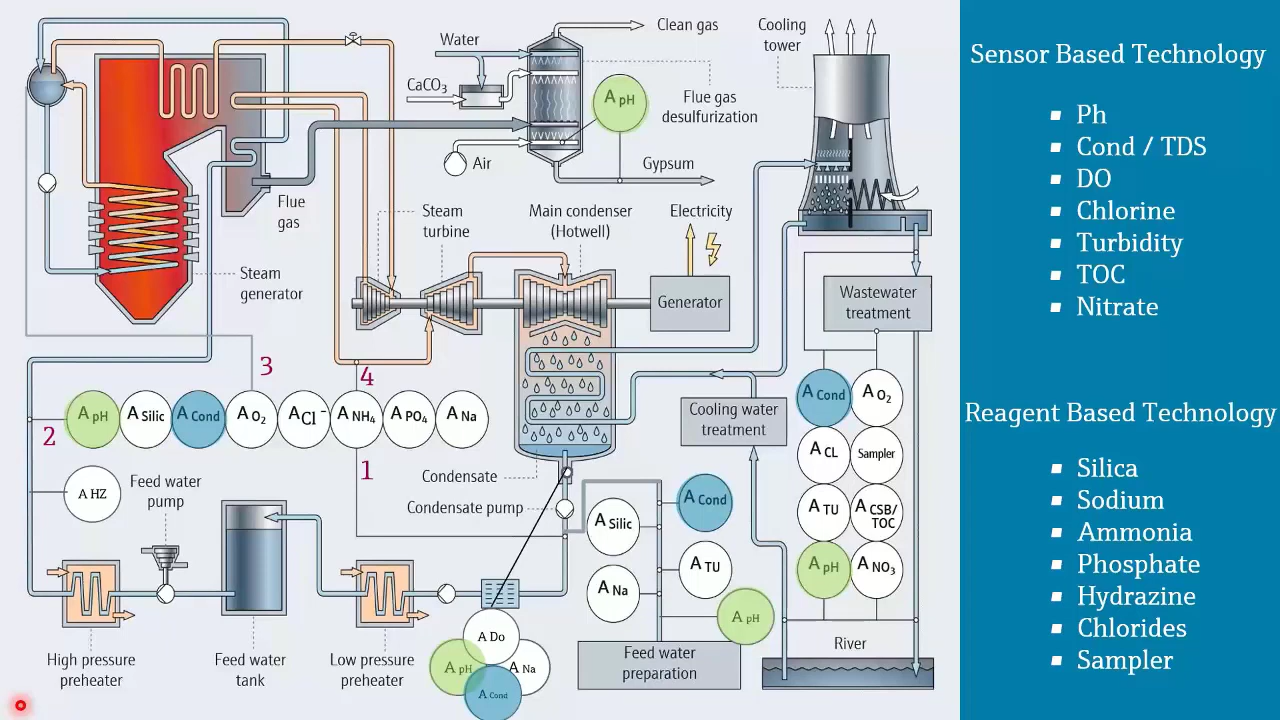 Clean gas
Water
CaCO₃
A pH
Flue gas
desulfurization
Air
Gypsum
Cooling
tower
Flue
gas
Steam
generator
Steam
turbine
Main condenser
(Hotwell)
Electricity
Generator
Wastewater
treatment
3
4
2
1
A pH
A Silic
A Cond
A O₂
A Cl⁻
A NH₄
A PO₄
A Na
A HZ
Feed water
pump
Condensate
Condensate pump
Cooling water
treatment
A Cond
A O₂
A CL
Sampler
A TU
A CSB/
TOC
A pH
A NO₃
A Silic
A Cond
A Na
A TU
A pH
Feed water
preparation
River
High pressure
preheater
Feed water
tank
Low pressure
preheater
A Do
A pH
A Na
A Cond
Sensor Based Technology
▪ Ph
▪ Cond / TDS
▪ DO
▪ Chlorine
▪ Turbidity
▪ TOC
▪ Nitrate
Reagent Based Technology
▪ Silica
▪ Sodium
▪ Ammonia
▪ Phosphate
▪ Hydrazine
▪ Chlorides
▪ Sampler